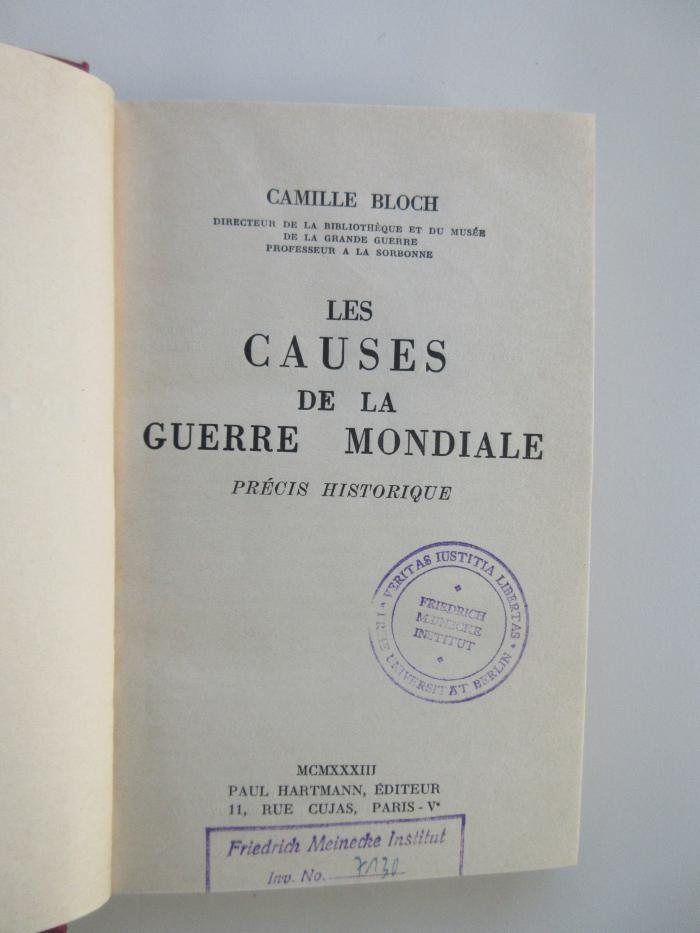 CAMILLE BLOCH
DIRECTEUR DE LA BIBLIOTHÈQUE ET DU MUSÉE
DE LA GRANDE GUERRE
PROFESSEUR A LA SORBONNE
LES
CAUSES
DE LA
GUERRE MONDIALE
PRÉCIS HISTORIQUE
VERITAS IUSTITIA LIBERTAS
FREIE UNIVERSITÄT BERLIN
FRIEDRICH
MEINECKE
INSTITUT
MCMXXXIII
PAUL HARTMANN, ÉDITEUR
11, RUE CUJAS, PARIS-Vᵉ
Friedrich Meinecke Institut
Inv. No. 7130